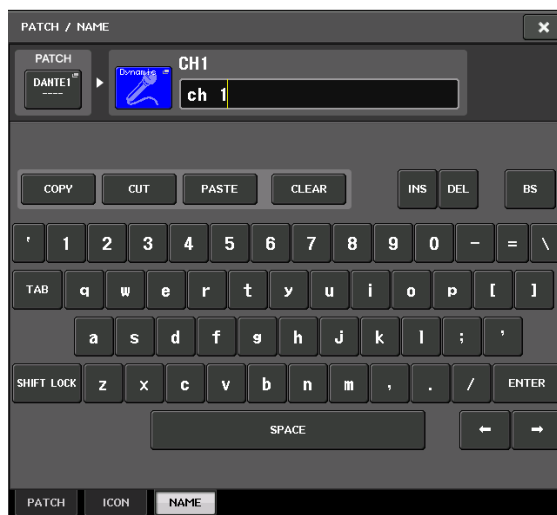 PATCH / NAME
×
PATCH
DANTE1
----
Dynamic
CH1
ch 1
COPY CUT PASTE CLEAR INS DEL BS
' 1 2 3 4 5 6 7 8 9 0 - = \
TAB q w e r t y u i o p [ ]
a s d f g h j k l ; '
SHIFT LOCK z x c v b n m , . / ENTER
SPACE ← →
PATCH ICON NAME